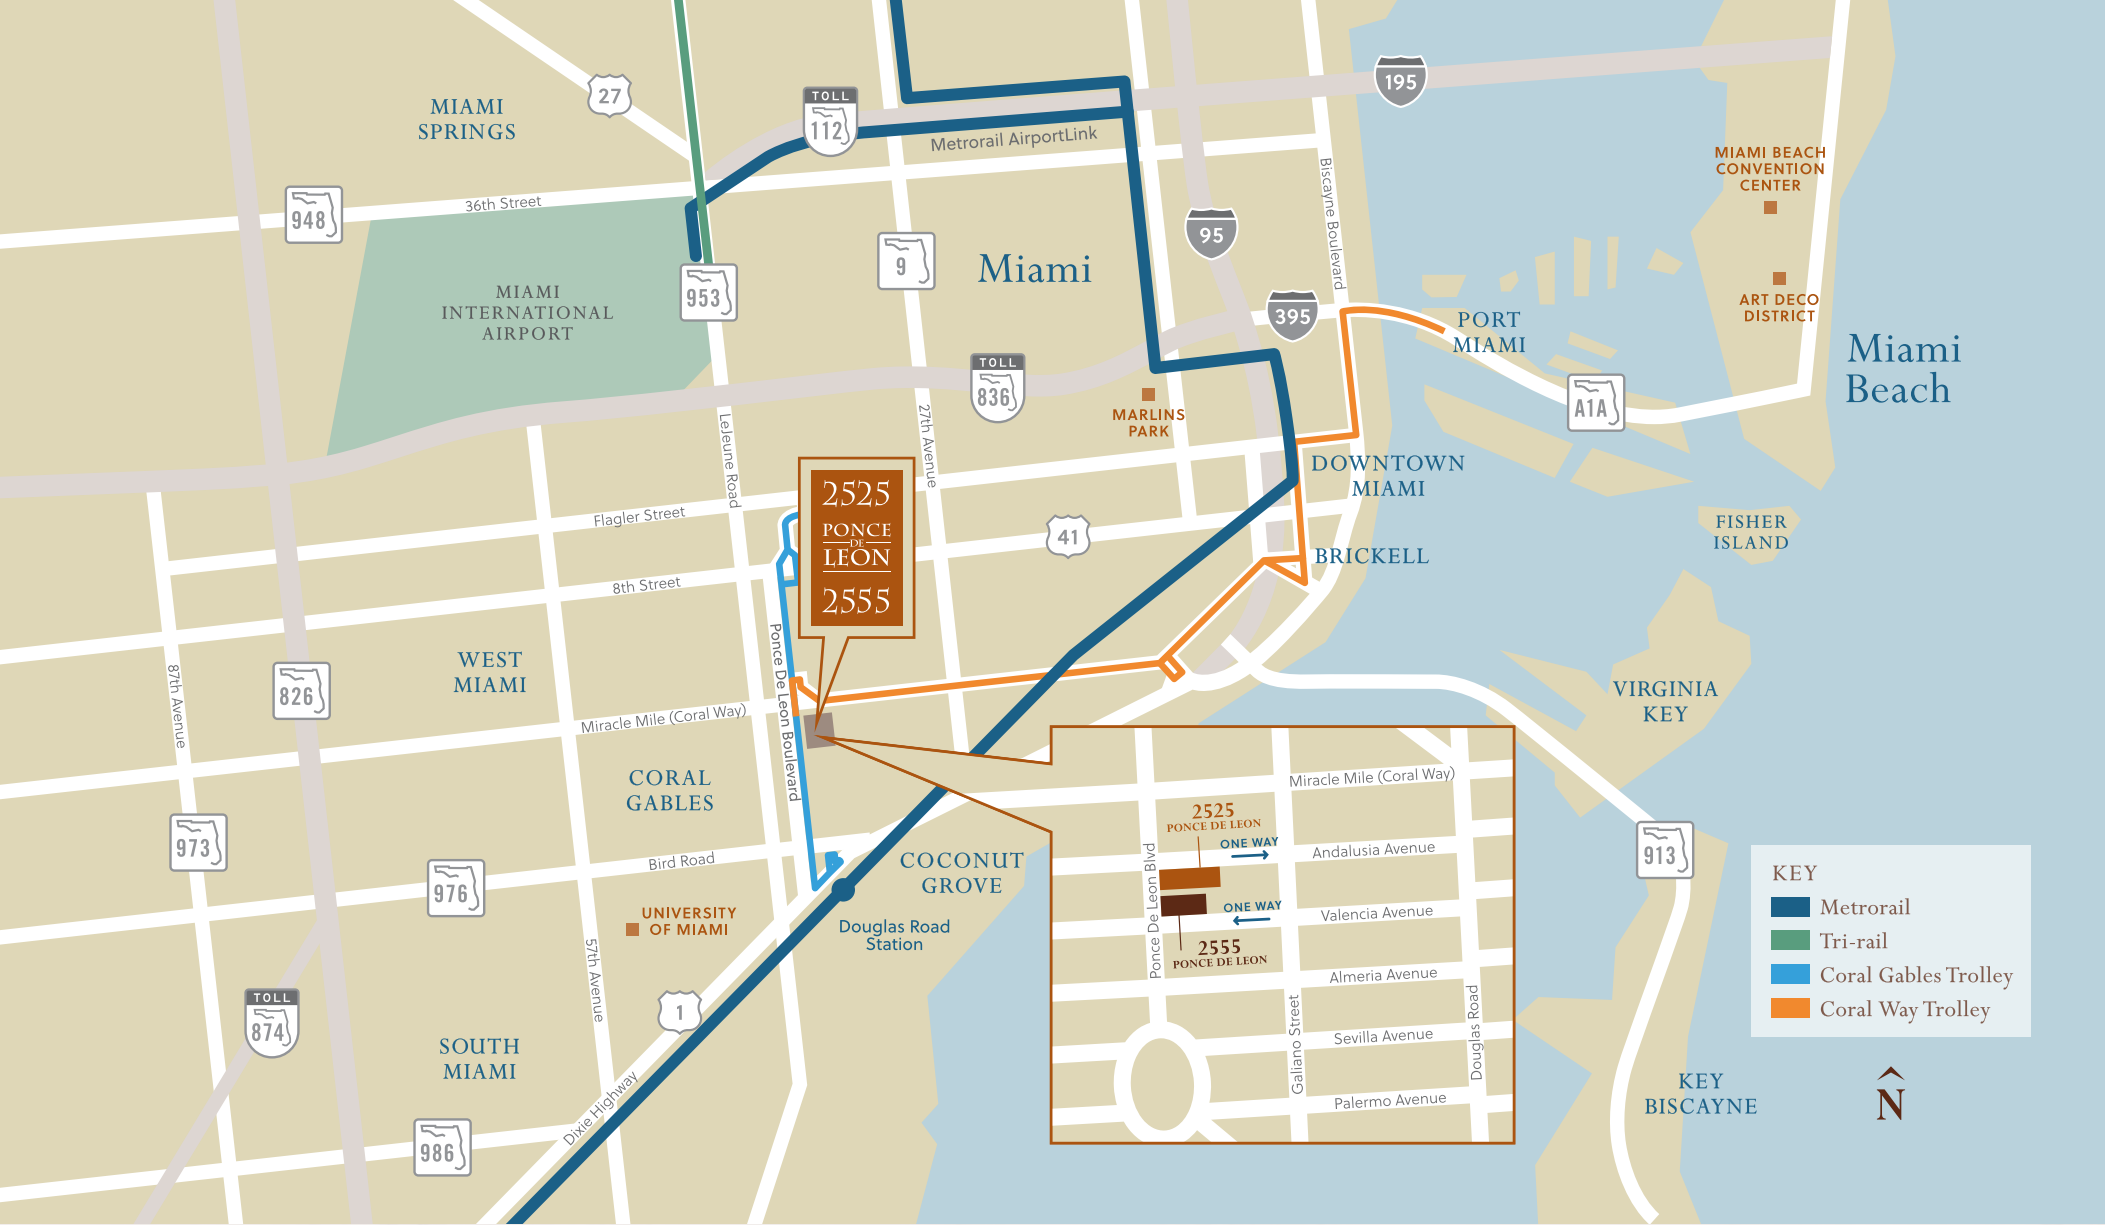 MIAMI
SPRINGS
27
TOLL
112
Metrorail AirportLink
195
948
36th Street
953
9
Miami
95
Biscayne Boulevard
MIAMI BEACH
CONVENTION
CENTER
ART DECO
DISTRICT
Miami
Beach
MIAMI
INTERNATIONAL
AIRPORT
395
PORT
MIAMI
A1A
TOLL
836
MARLINS
PARK
LeJeune Road
27th Avenue
DOWNTOWN
MIAMI
FISHER
ISLAND
Flagler Street
8th Street
41
BRICKELL
2525
PONCE
DE
LEON
2555
87th Avenue
826
WEST
MIAMI
Ponce De Leon Boulevard
Miracle Mile (Coral Way)
VIRGINIA
KEY
CORAL
GABLES
973
976
Bird Road
COCONUT
GROVE
UNIVERSITY
OF MIAMI
Douglas Road
Station
913
57th Avenue
TOLL
874
1
SOUTH
MIAMI
Dixie Highway
986
KEY
BISCAYNE
Miracle Mile (Coral Way)
2525
PONCE DE LEON
ONE WAY
Andalusia Avenue
Ponce De Leon Blvd
ONE WAY
Valencia Avenue
2555
PONCE DE LEON
Almeria Avenue
Galiano Street
Douglas Road
Sevilla Avenue
Palermo Avenue
KEY
Metrorail
Tri-rail
Coral Gables Trolley
Coral Way Trolley
N